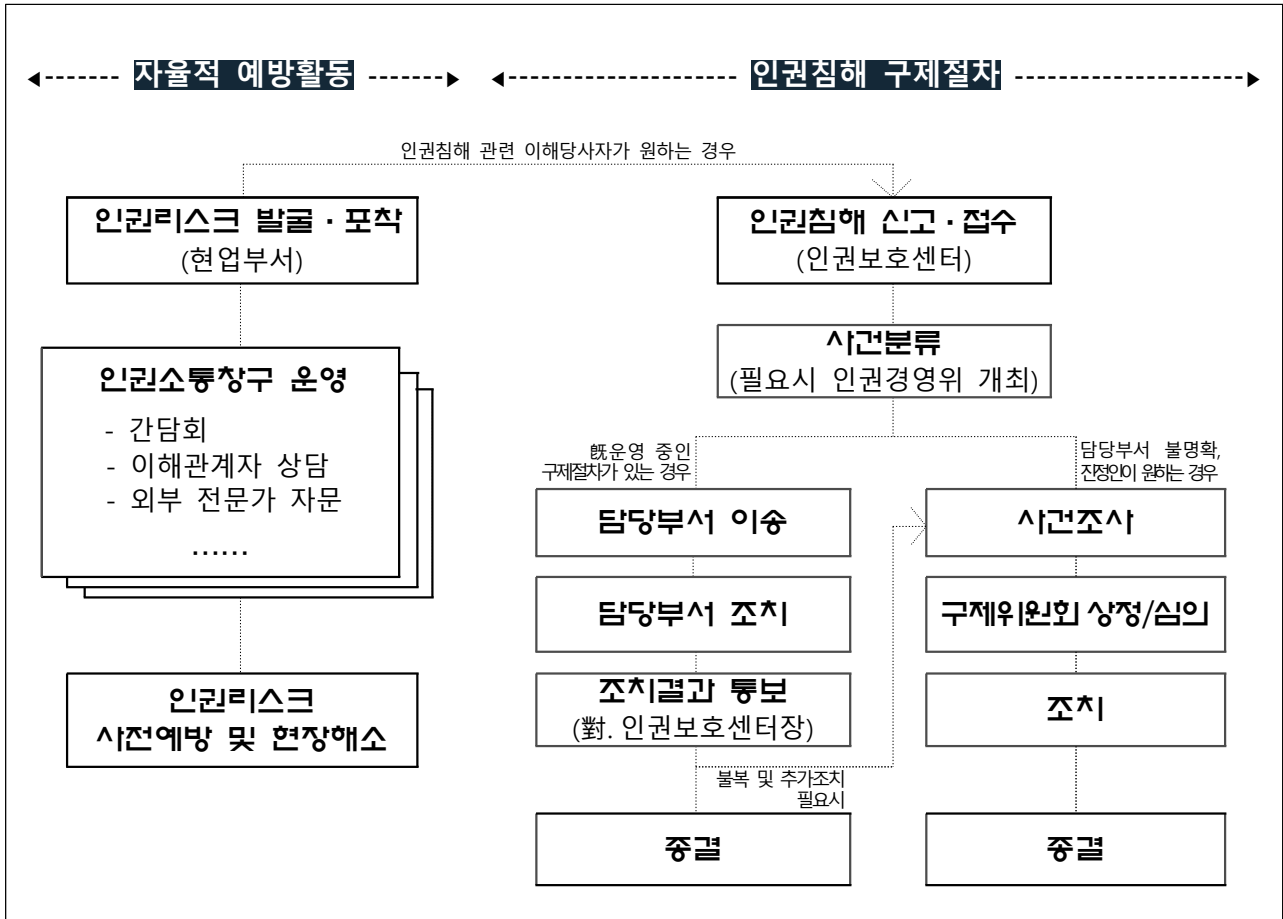 자율적 예방활동
인권침해 구제절차
인권침해 관련 이해당사자가 원하는 경우
인권리스크 발굴 · 포착
(현업부서)
인권소통창구 운영
- 간담회
- 이해관계자 상담
- 외부 전문가 자문
……
인권리스크
사전예방 및 현장해소
인권침해 신고 · 접수
(인권보호센터)
사건분류
(필요시 인권경영위 개최)
旣운영 중인
구제절차가 있는 경우
담당부서 이송
담당부서 조치
조치결과 통보
(對. 인권보호센터장)
불복 및 추가조치
필요시
종결
담당부서 불명확,
진정인이 원하는 경우
사건조사
구제위원회 상정/심의
조치
종결